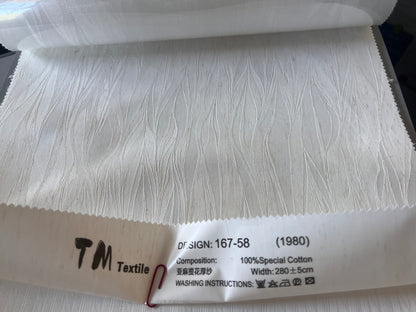 TM Textile
DESIGN: 167-58 (1980)
Composition: 100%Special Cotton
亚麻提花厚纱 Width: 280±5cm
WASHING INSTRUCTIONS: